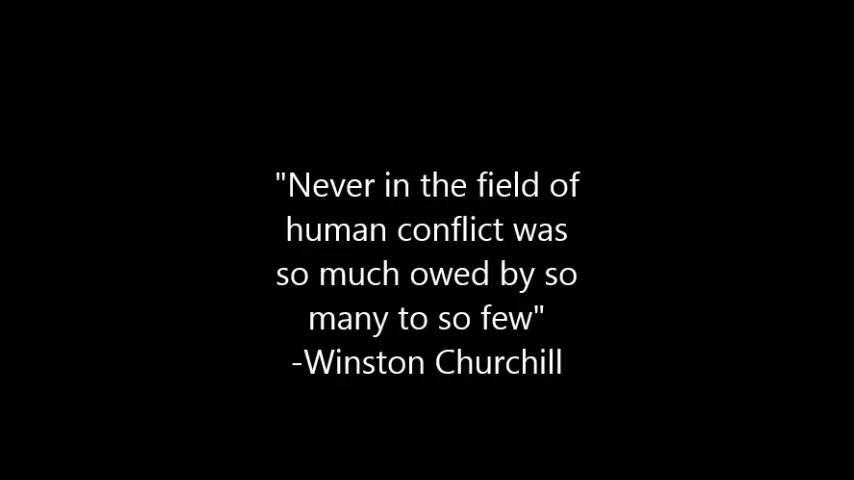 "Never in the field of
human conflict was
so much owed by so
many to so few"
-Winston Churchill